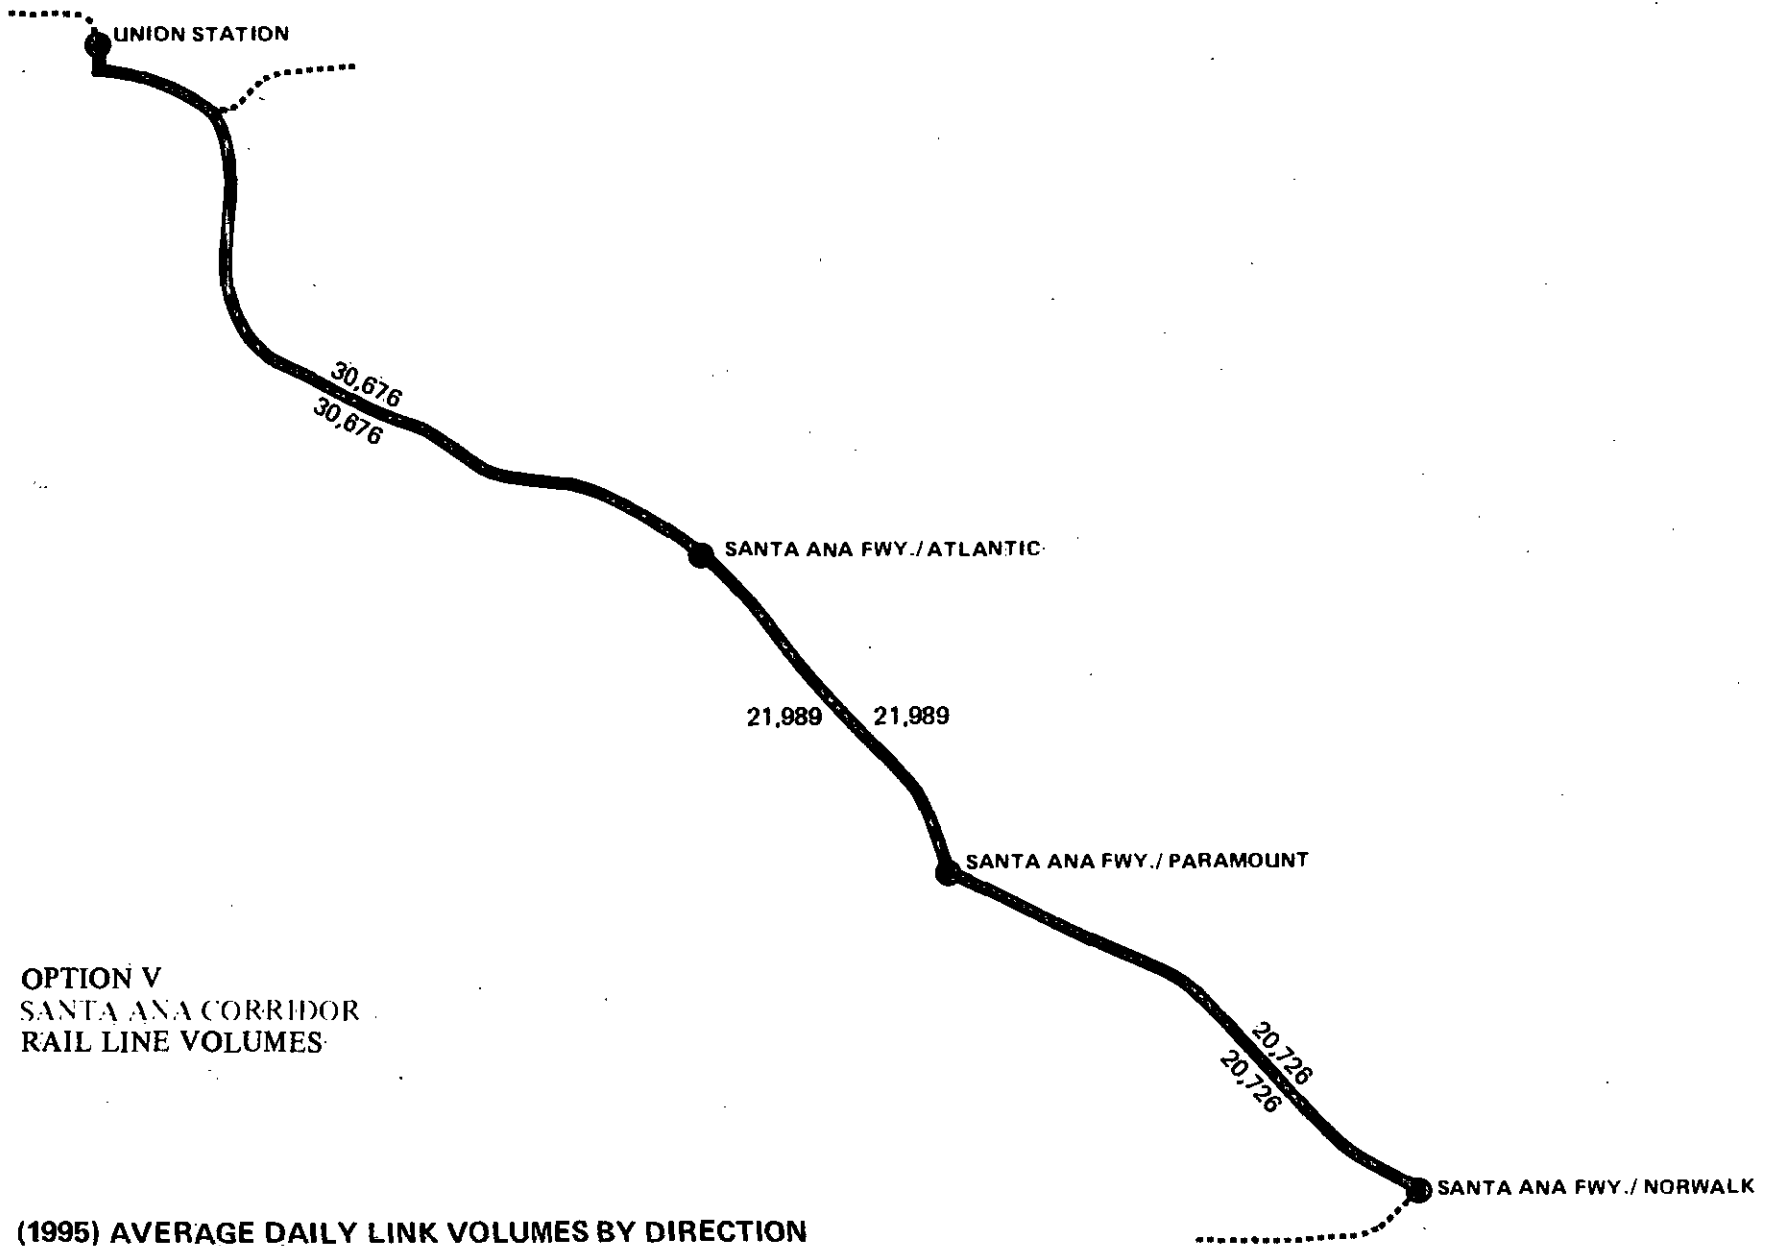 UNION STATION
30,676
30,676
SANTA ANA FWY./ATLANTIC
21,989 21,989
SANTA ANA FWY./ PARAMOUNT
OPTION V
SANTA ANA CORRIDOR
RAIL LINE VOLUMES
20,726
20,726
SANTA ANA FWY./ NORWALK
(1995) AVERAGE DAILY LINK VOLUMES BY DIRECTION